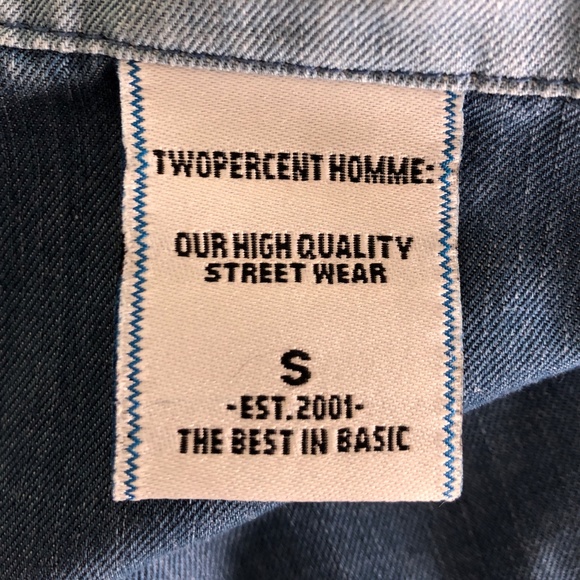 TWOPERCENT HOMME:
OUR HIGH QUALITY
STREET WEAR
S
-EST.2001-
THE BEST IN BASIC